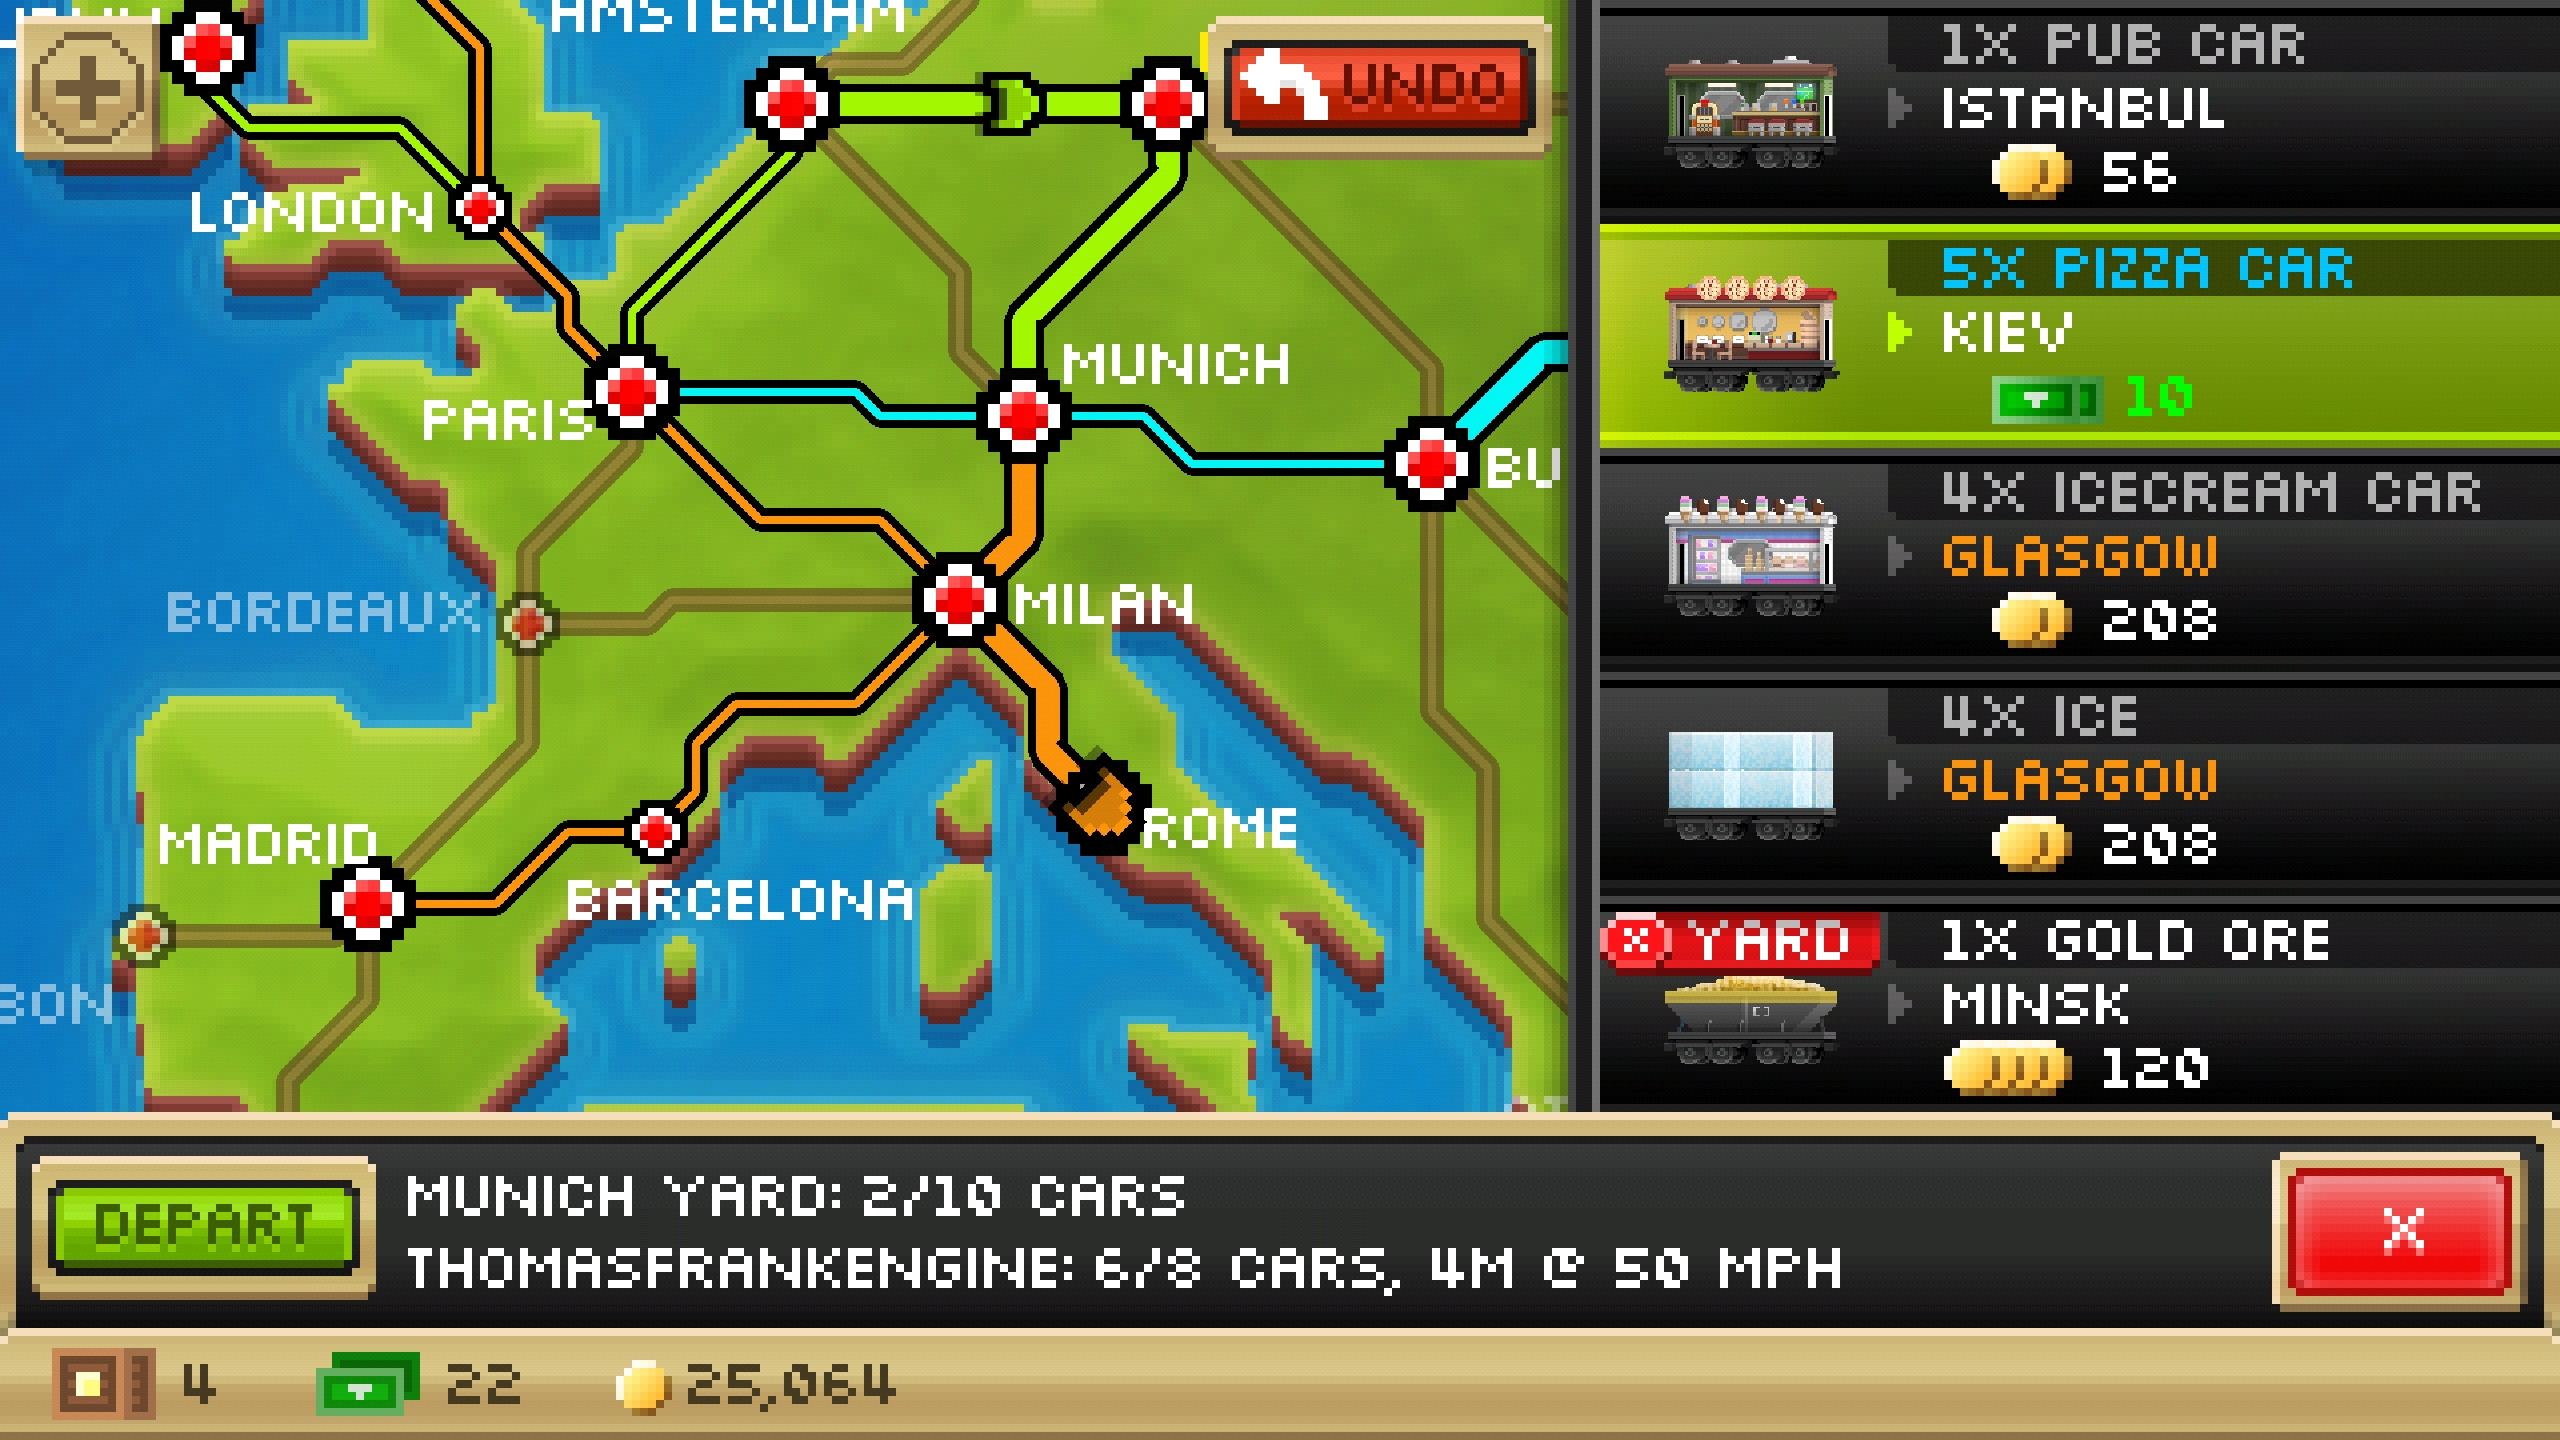 AMSTERDAM
UNDO
LONDON
MUNICH
PARIS
BU
BORDEAUX
MILAN
MADRID
ROME
BARCELONA
BON
1X PUB CAR
ISTANBUL
56
5X PIZZA CAR
KIEV
10
4X ICECREAM CAR
GLASGOW
208
4X ICE
GLASGOW
208
YARD
1X GOLD ORE
MINSK
120
DEPART
MUNICH YARD: 2/10 CARS
THOMASFRANKENGINE: 6/8 CARS, 4M @ 50 MPH
X
4
22
25,064